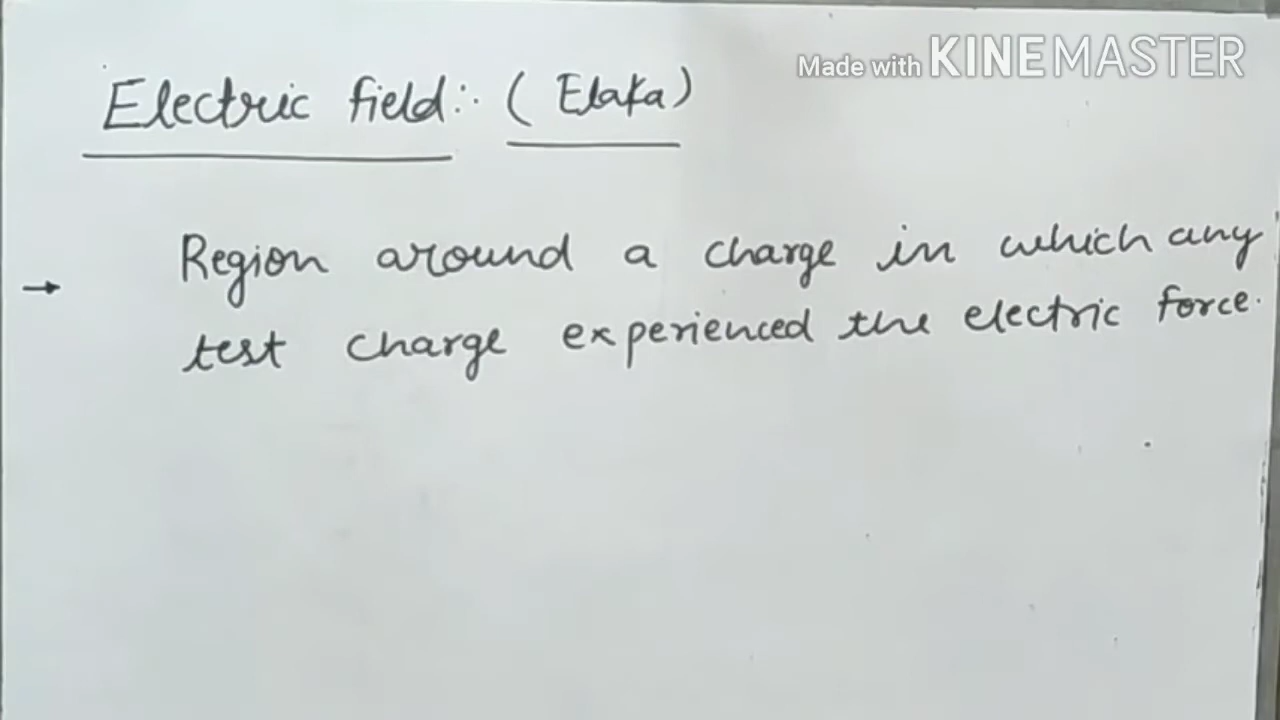 Made with KINEMASTER
Electric field:. (Elaka)
→ Region around a charge in which any
test charge experienced the electric force.